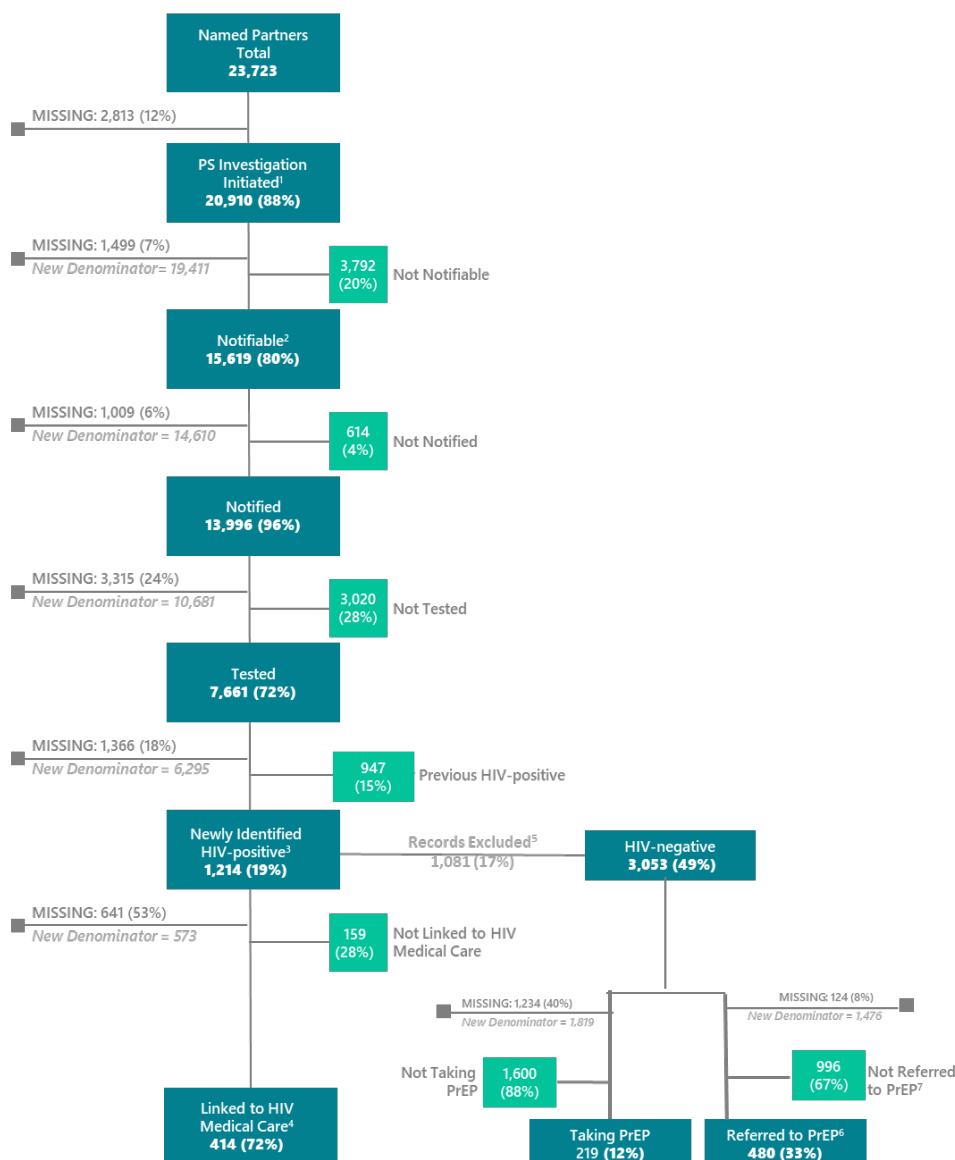 Named Partners
Total
23,723
MISSING: 2,813 (12%)
PS Investigation
Initiated¹
20,910 (88%)
MISSING: 1,499 (7%)
New Denominator= 19,411
3,792
(20%)
Not Notifiable
Notifiable²
15,619 (80%)
MISSING: 1,009 (6%)
New Denominator = 14,610
614
(4%)
Not Notified
Notified
13,996 (96%)
MISSING: 3,315 (24%)
New Denominator = 10,681
3,020
(28%)
Not Tested
Tested
7,661 (72%)
MISSING: 1,366 (18%)
New Denominator = 6,295
947
(15%)
Previous HIV-positive
Newly Identified
HIV-positive³
1,214 (19%)
Records Excluded⁵
1,081 (17%)
HIV-negative
3,053 (49%)
MISSING: 641 (53%)
New Denominator = 573
159
(28%)
Not Linked to HIV
Medical Care
MISSING: 1,234 (40%)
New Denominator = 1,819
MISSING: 124 (8%)
New Denominator = 1,476
Not Taking
PrEP
1,600
(88%)
996
(67%)
Not Referred
to PrEP⁷
Linked to HIV
Medical Care⁴
414 (72%)
Taking PrEP
219 (12%)
Referred to PrEP⁶
480 (33%)